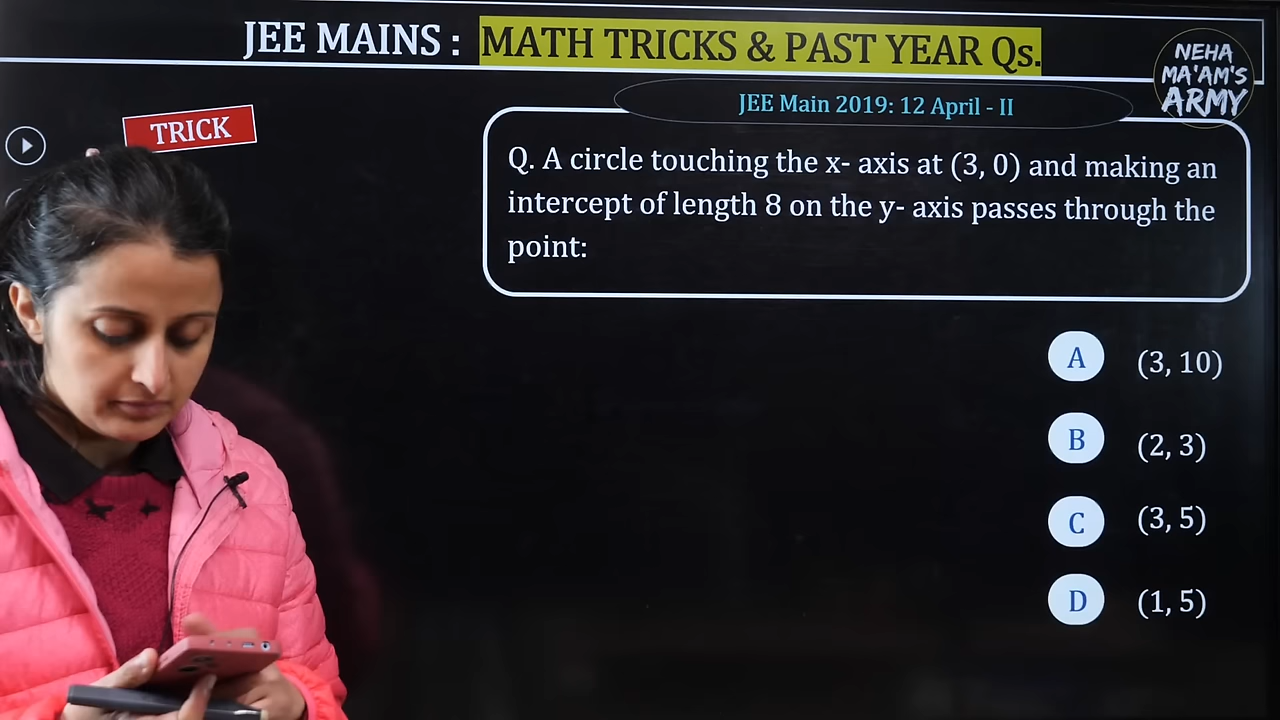 JEE MAINS : MATH TRICKS & PAST YEAR Qs.
NEHA
MA'AM'S
ARMY
JEE Main 2019: 12 April - II
TRICK
Q. A circle touching the x- axis at (3, 0) and making an
intercept of length 8 on the y- axis passes through the
point:
A (3, 10)
B (2, 3)
C (3, 5)
D (1, 5)